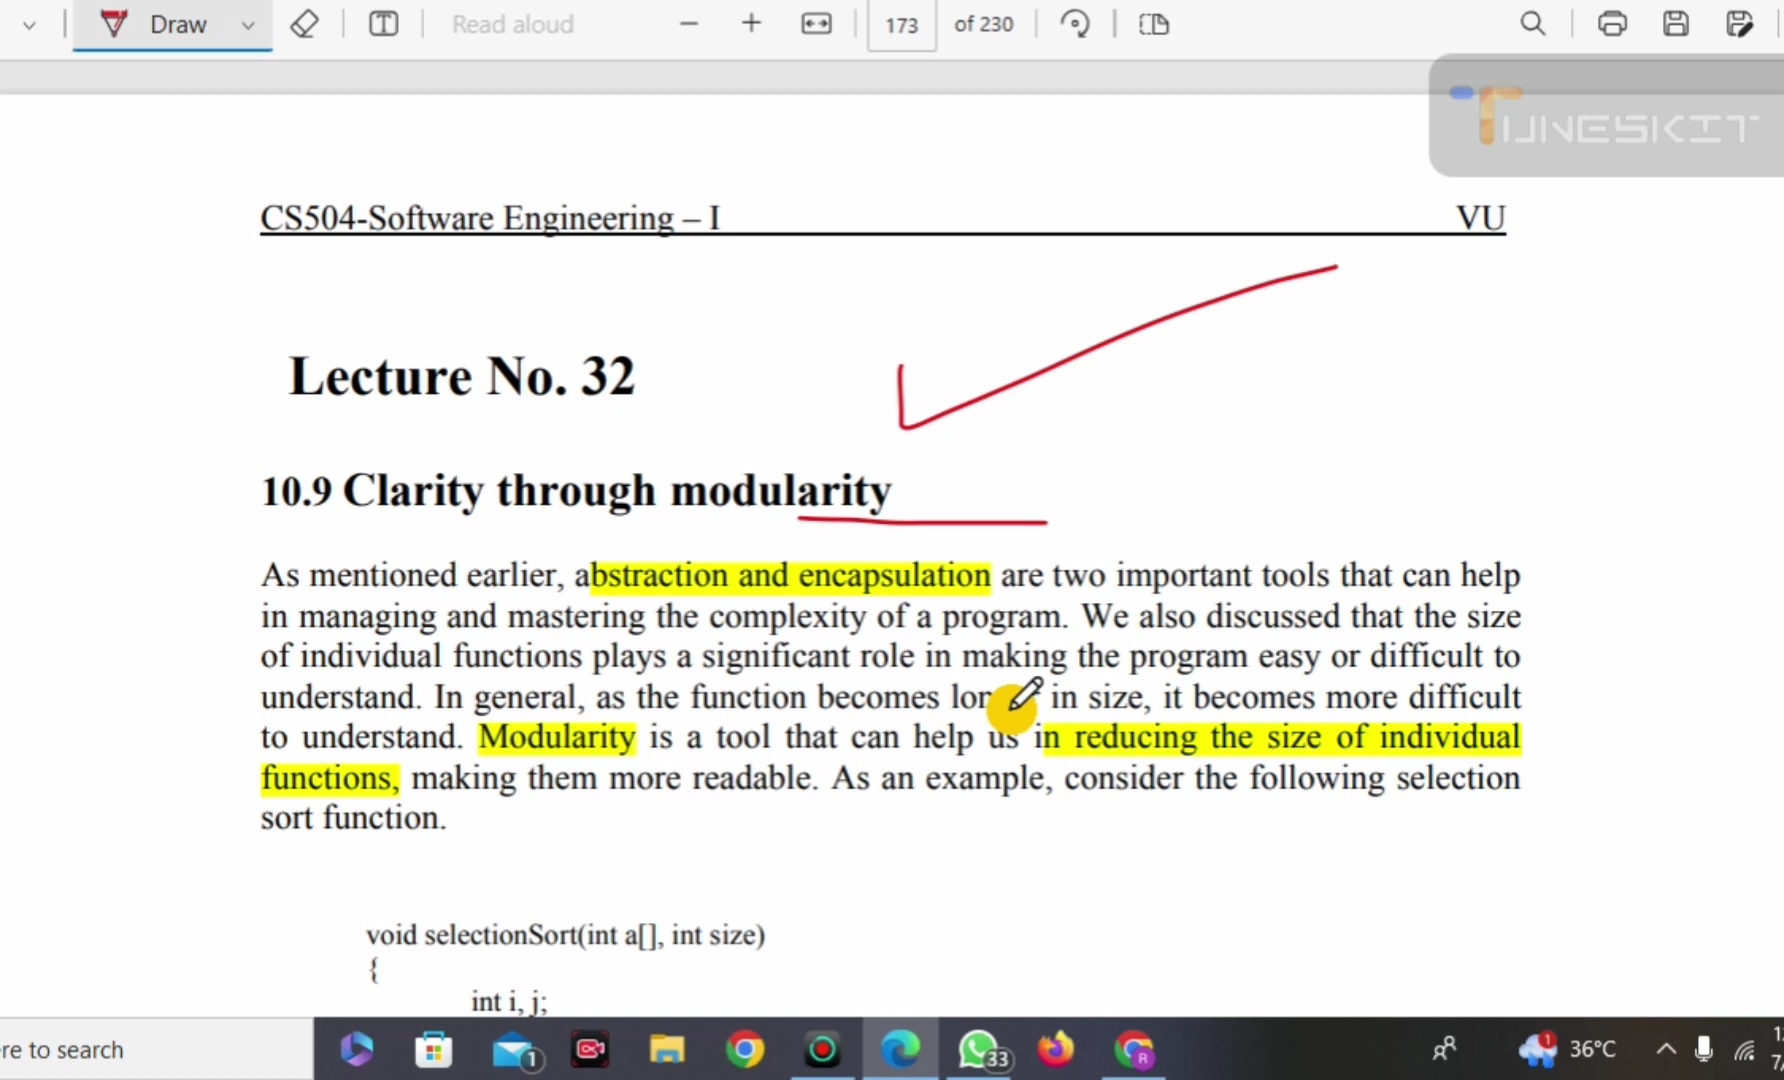 Draw
Read aloud
173 of 230
TUNESKIT
CS504-Software Engineering – I VU
Lecture No. 32
10.9 Clarity through modularity
As mentioned earlier, abstraction and encapsulation are two important tools that can help
in managing and mastering the complexity of a program. We also discussed that the size
of individual functions plays a significant role in making the program easy or difficult to
understand. In general, as the function becomes in size, it becomes more difficult
to understand. Modularity is a tool that can help us in reducing the size of individual
functions, making them more readable. As an example, consider the following selection
sort function.
void selectionSort(int a[], int size)
{
int i, j;
re to search
1
33
R
1
36°C